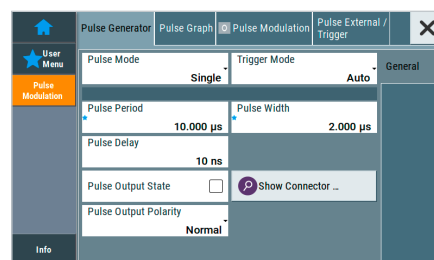 Pulse Generator
Pulse Graph
Pulse Modulation
Pulse External /
Trigger
User
Menu
Pulse
Modulation
Info
Pulse Mode
Single
Trigger Mode
Auto
General
Pulse Period
10.000 µs
Pulse Width
2.000 µs
Pulse Delay
10 ns
Pulse Output State
Show Connector ...
Pulse Output Polarity
Normal